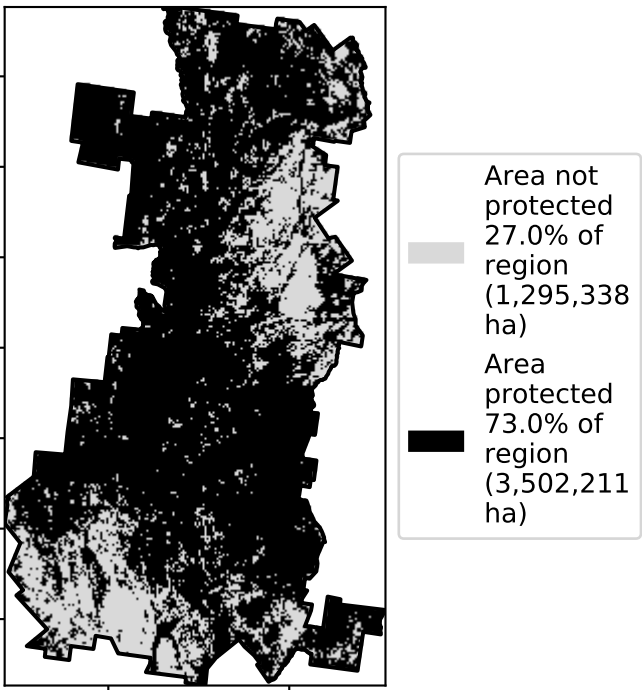 Area not
protected
27.0% of
region
(1,295,338
ha)
Area
protected
73.0% of
region
(3,502,211
ha)